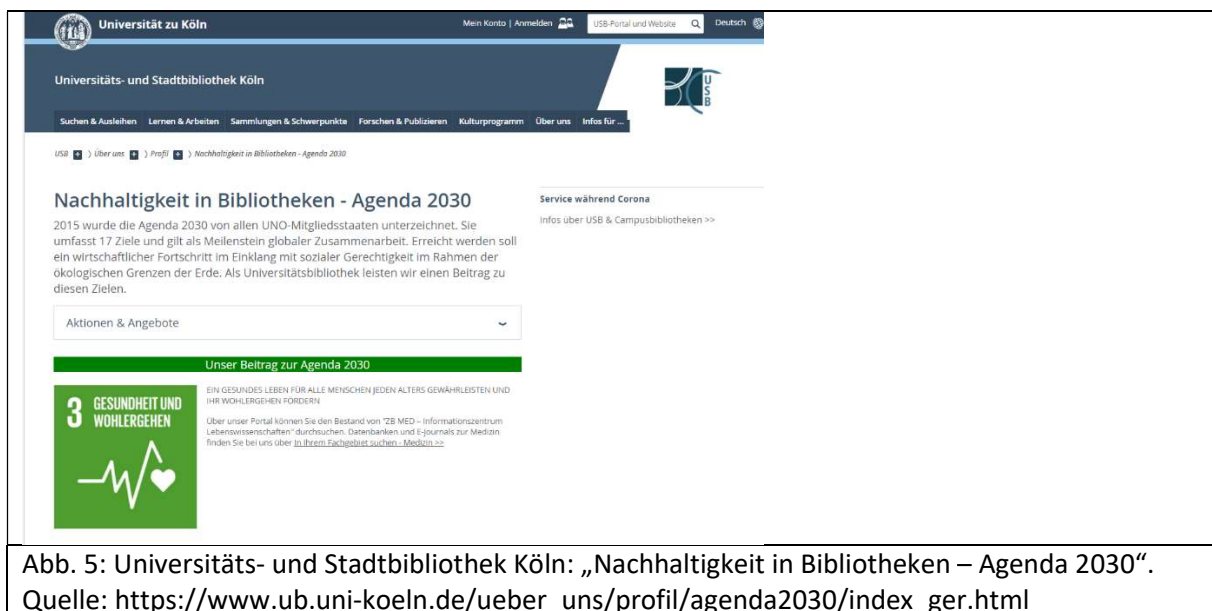 Universität zu Köln
Mein Konto | Anmelden
USB-Portal und Website
Deutsch
Universitäts- und Stadtbibliothek Köln
USB
Suchen & Ausleihen Lernen & Arbeiten Sammlungen & Schwerpunkte Forschen & Publizieren Kulturprogramm Über uns Infos für ...
USB + > Über uns + > Profil + > Nachhaltigkeit in Bibliotheken - Agenda 2030
Nachhaltigkeit in Bibliotheken - Agenda 2030
2015 wurde die Agenda 2030 von allen UNO-Mitgliedsstaaten unterzeichnet. Sie
umfasst 17 Ziele und gilt als Meilenstein globaler Zusammenarbeit. Erreicht werden soll
ein wirtschaftlicher Fortschritt im Einklang mit sozialer Gerechtigkeit im Rahmen der
ökologischen Grenzen der Erde. Als Universitätsbibliothek leisten wir einen Beitrag zu
diesen Zielen.
Service während Corona
Infos über USB & Campusbibliotheken >>
Aktionen & Angebote
Unser Beitrag zur Agenda 2030
3 GESUNDHEIT UND
WOHLERGEHEN
EIN GESUNDES LEBEN FÜR ALLE MENSCHEN JEDEN ALTERS GEWÄHRLEISTEN UND
IHR WOHLERGEHEN FÖRDERN
Über unser Portal können Sie den Bestand von "ZB MED – Informationszentrum
Lebenswissenschaften" durchsuchen. Datenbanken und E-Journals zur Medizin
finden Sie bei uns über In Ihrem Fachgebiet suchen - Medizin >>
Abb. 5: Universitäts- und Stadtbibliothek Köln: „Nachhaltigkeit in Bibliotheken – Agenda 2030“.
Quelle: https://www.ub.uni-koeln.de/ueber_uns/profil/agenda2030/index_ger.html